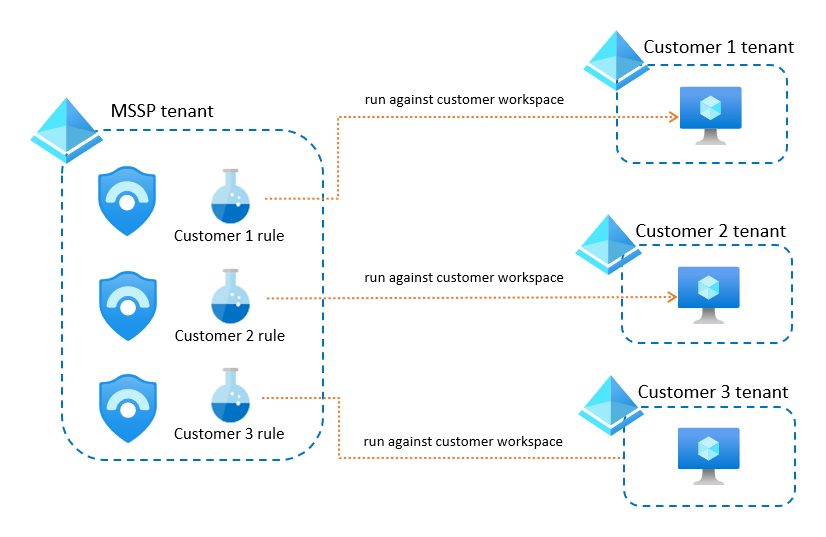 Customer 1 tenant
MSSP tenant
run against customer workspace
Customer 1 rule
Customer 2 tenant
run against customer workspace
Customer 2 rule
Customer 3 tenant
run against customer workspace
Customer 3 rule